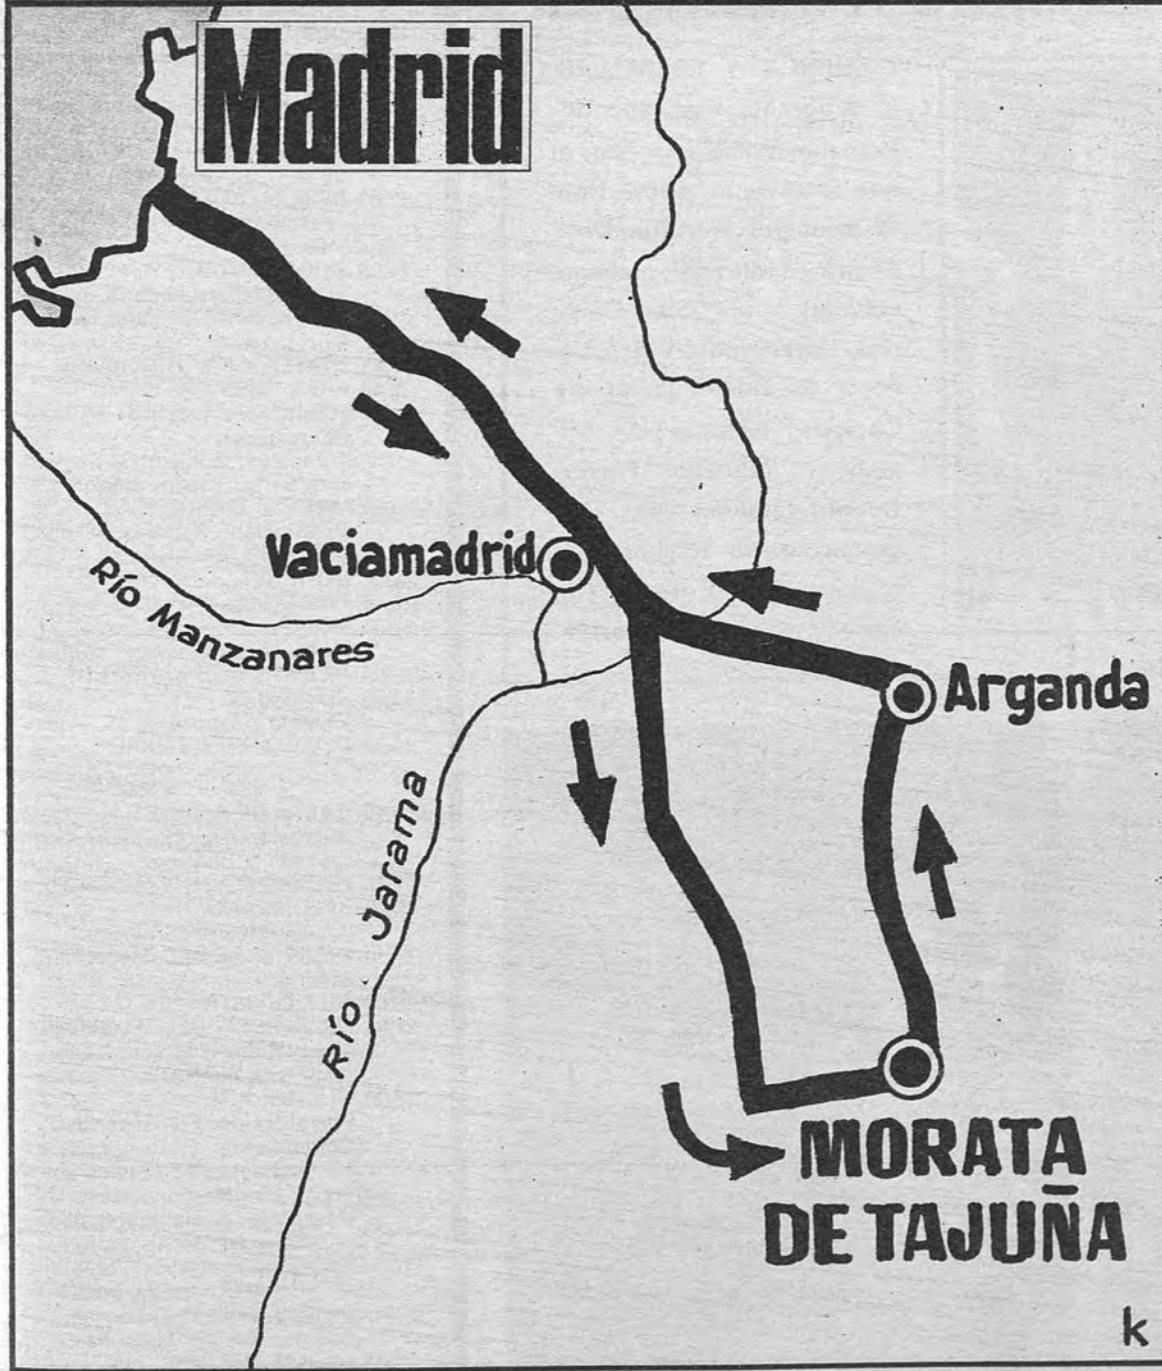 Madrid
Vaciamadrid
Río Manzanares
Arganda
Río Jarama
MORATA
DE TAJUÑA
k